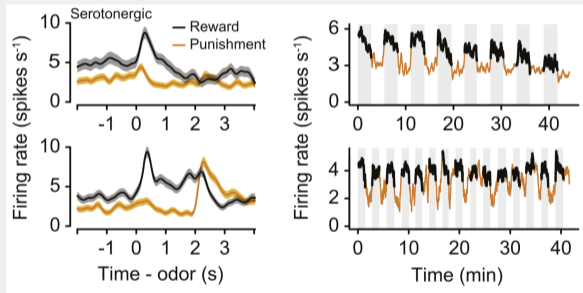 Serotonergic
Reward
Punishment
Firing rate (spikes s⁻¹)
10
5
0
-1 0 1 2 3
Firing rate (spikes s⁻¹)
6
3
0
0 10 20 30 40
10
5
0
-1 0 1 2 3
Time - odor (s)
4
2
0
0 10 20 30 40
Time (min)